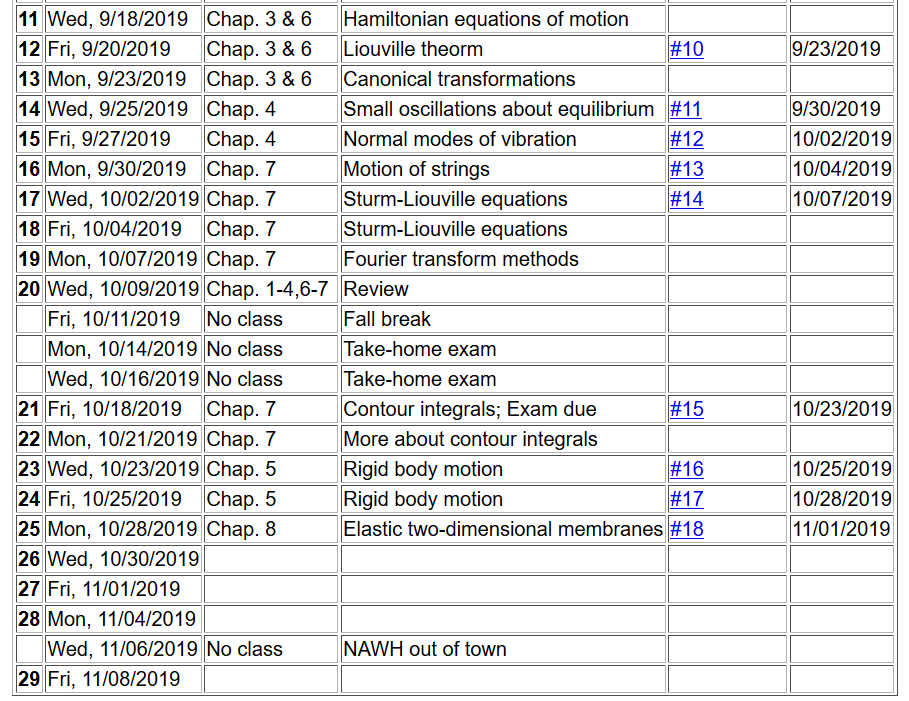 11 Wed, 9/18/2019 Chap. 3 & 6 Hamiltonian equations of motion
12 Fri, 9/20/2019 Chap. 3 & 6 Liouville theorm #10 9/23/2019
13 Mon, 9/23/2019 Chap. 3 & 6 Canonical transformations
14 Wed, 9/25/2019 Chap. 4 Small oscillations about equilibrium #11 9/30/2019
15 Fri, 9/27/2019 Chap. 4 Normal modes of vibration #12 10/02/2019
16 Mon, 9/30/2019 Chap. 7 Motion of strings #13 10/04/2019
17 Wed, 10/02/2019 Chap. 7 Sturm-Liouville equations #14 10/07/2019
18 Fri, 10/04/2019 Chap. 7 Sturm-Liouville equations
19 Mon, 10/07/2019 Chap. 7 Fourier transform methods
20 Wed, 10/09/2019 Chap. 1-4,6-7 Review
Fri, 10/11/2019 No class Fall break
Mon, 10/14/2019 No class Take-home exam
Wed, 10/16/2019 No class Take-home exam
21 Fri, 10/18/2019 Chap. 7 Contour integrals; Exam due #15 10/23/2019
22 Mon, 10/21/2019 Chap. 7 More about contour integrals
23 Wed, 10/23/2019 Chap. 5 Rigid body motion #16 10/25/2019
24 Fri, 10/25/2019 Chap. 5 Rigid body motion #17 10/28/2019
25 Mon, 10/28/2019 Chap. 8 Elastic two-dimensional membranes #18 11/01/2019
26 Wed, 10/30/2019
27 Fri, 11/01/2019
28 Mon, 11/04/2019
Wed, 11/06/2019 No class NAWH out of town
29 Fri, 11/08/2019